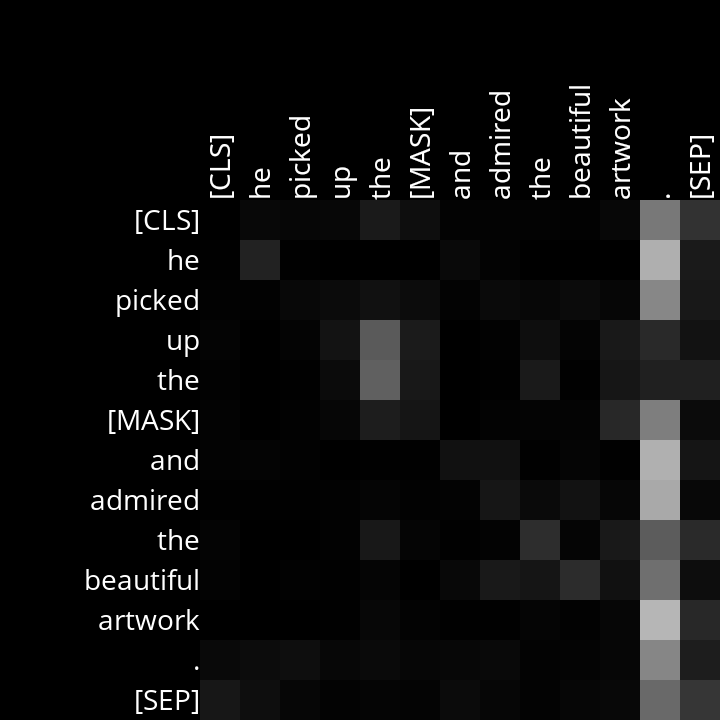 [CLS] he picked up the [MASK] and admired the beautiful artwork . [SEP]
[CLS]
he
picked
up
the
[MASK]
and
admired
the
beautiful
artwork
.
[SEP]